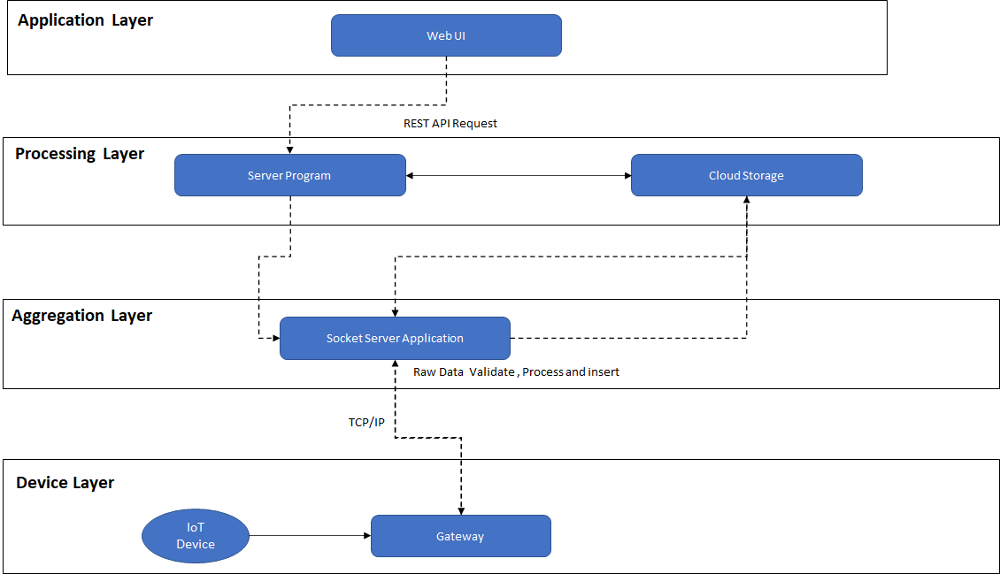 Application Layer
Web UI
REST API Request
Processing Layer
Server Program
Cloud Storage
Aggregation Layer
Socket Server Application
Raw Data Validate , Process and insert
TCP/IP
Device Layer
IoT
Device
Gateway